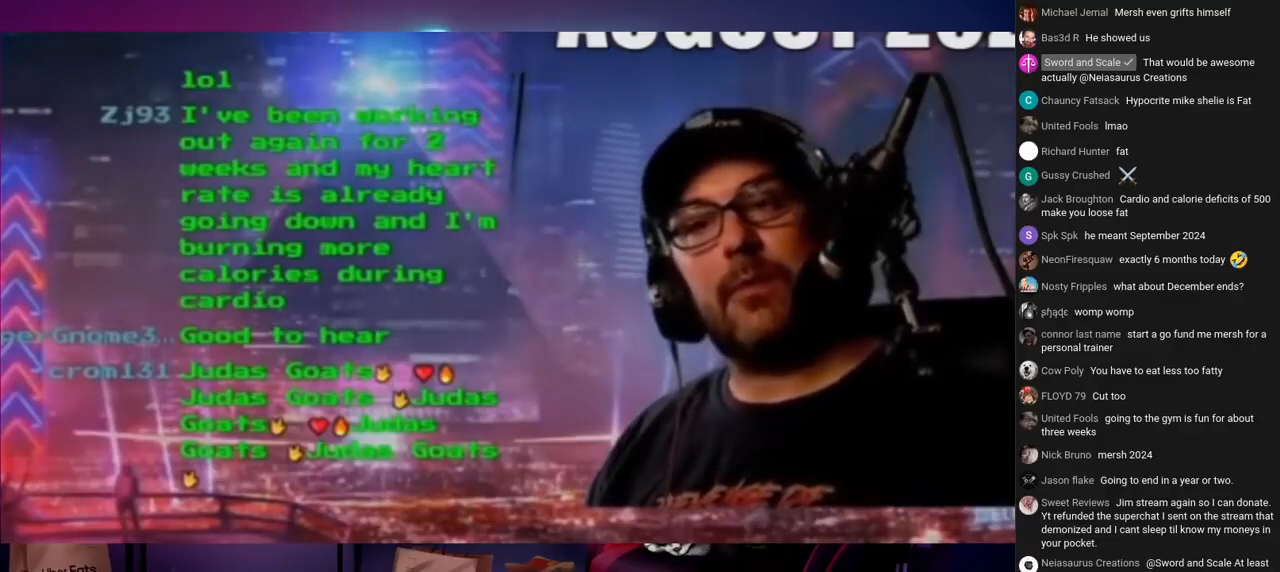 AUGUST 202
lol
Zj93 I've been working
out again for 2
weeks and my heart
rate is already
going down and I'm
burning more
calories during
cardio
perGnome3… Good to hear
crom131 Judas Goats🤘 ❤️🔥
Judas Goats 🤘Judas
Goats🤘 ❤️🔥Judas
Goats 🤘Judas Goats
🤘
REVENGE OF
Uber Eats
Michael Jemal Mersh even grifts himself
Bas3d R He showed us
Sword and Scale ✓ That would be awesome
actually @Neiasaurus Creations
C Chauncy Fatsack Hypocrite mike shelie is Fat
United Fools lmao
Richard Hunter fat
G Gussy Crushed ⚔️
Jack Broughton Cardio and calorie deficits of 500
make you loose fat
S Spk Spk he meant September 2024
NeonFiresquaw exactly 6 months today 🤣
Nosty Fripples what about December ends?
womp womp
connor last name start a go fund me mersh for a
personal trainer
Cow Poly You have to eat less too fatty
FLOYD 79 Cut too
United Fools going to the gym is fun for about
three weeks
Nick Bruno mersh 2024
Jason flake Going to end in a year or two.
Sweet Reviews Jim stream again so I can donate.
Yt refunded the superchat I sent on the stream that
demonized and I cant sleep til know my moneys in
your pocket.
Neiasaurus Creations @Sword and Scale At least